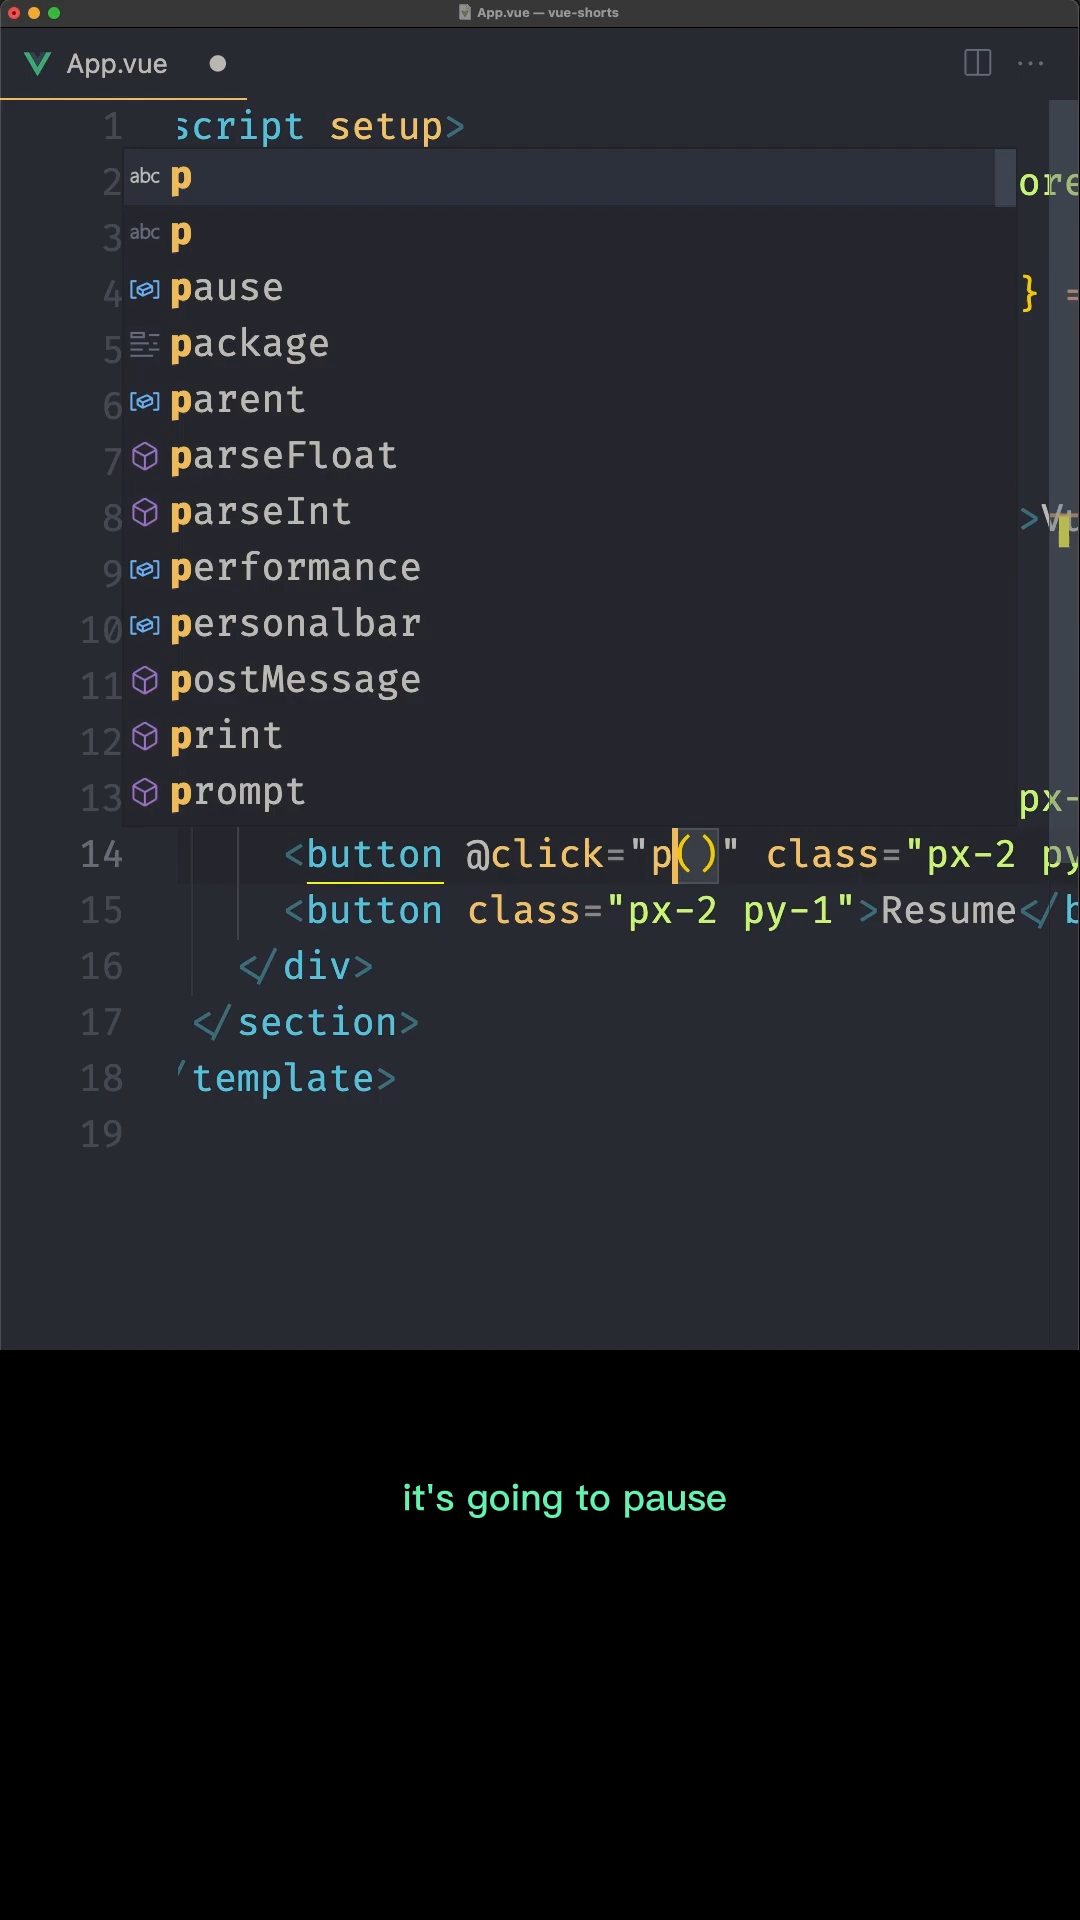 App.vue — vue-shorts
App.vue
1 script setup>
2 abc p ore
3 abc p
4 pause } =
5 package
6 parent
7 parseFloat
8 parseInt >Vu
9 performance
10 personalbar
11 postMessage
12 print
13 prompt px-
14 <button @click="p()" class="px-2 py
15 <button class="px-2 py-1">Resume</b
16 </div>
17 </section>
18 /template>
19
it's going to pause